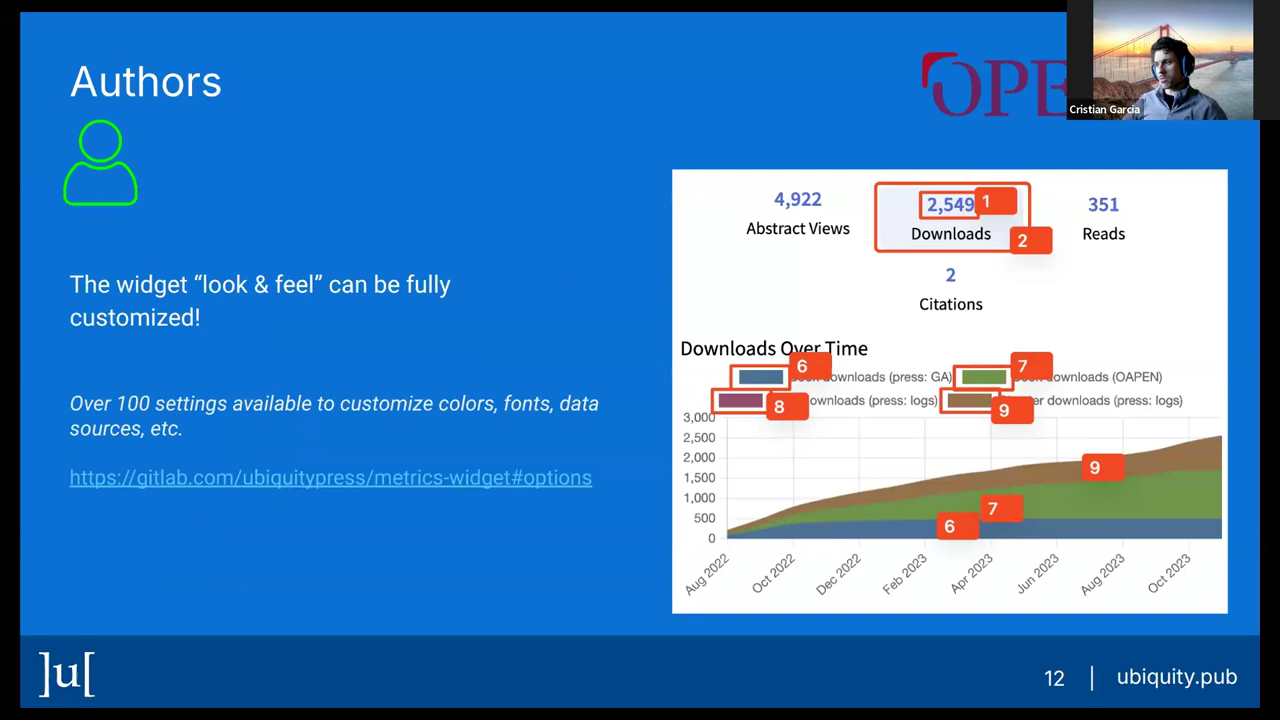 Authors
OPE
Cristian Garcia
The widget “look & feel” can be fully
customized!
Over 100 settings available to customize colors, fonts, data
sources, etc.
https://gitlab.com/ubiquitypress/metrics-widget#options
4,922
Abstract Views
2,549
1
Downloads
2
351
Reads
2
Citations
Downloads Over Time
6
downloads (press: GA)
7
downloads (OAPEN)
8
ownloads (press: logs)
9
er downloads (press: logs)
3,000
2,500
2,000
1,500
1,000
500
0
9
7
6
Aug 2022
Oct 2022
Dec 2022
Feb 2023
Apr 2023
Jun 2023
Aug 2023
Oct 2023
]u[
12 | ubiquity.pub